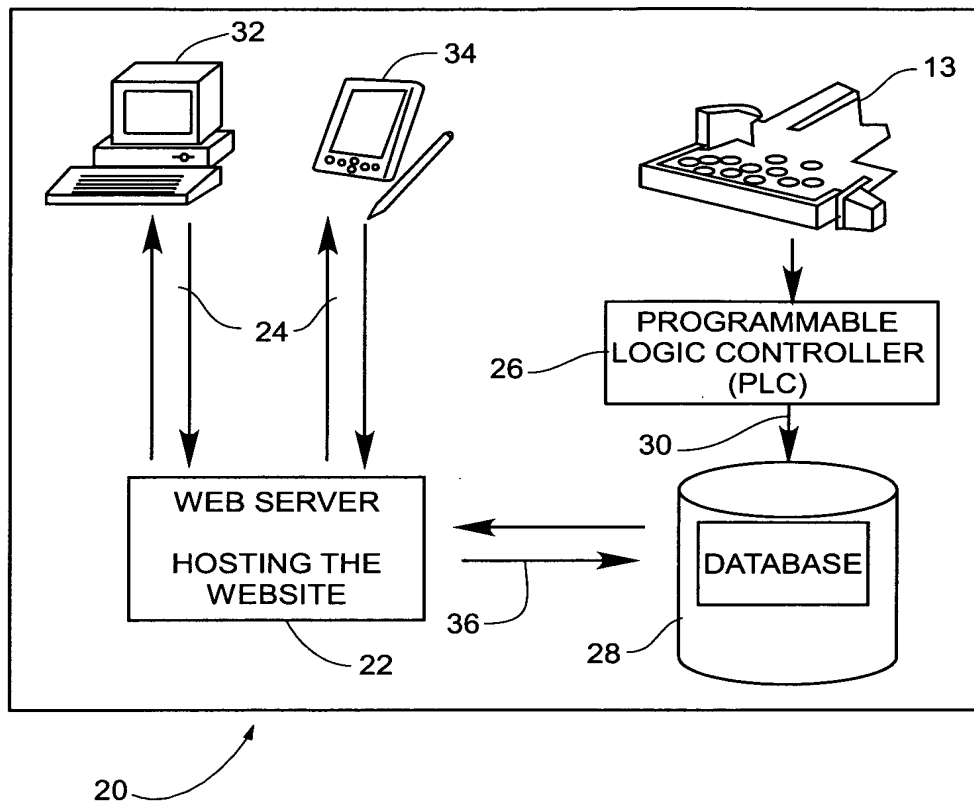 32
34
13
24
26
PROGRAMMABLE
LOGIC CONTROLLER
(PLC)
30
WEB SERVER
HOSTING THE
WEBSITE
DATABASE
36
22
28
20